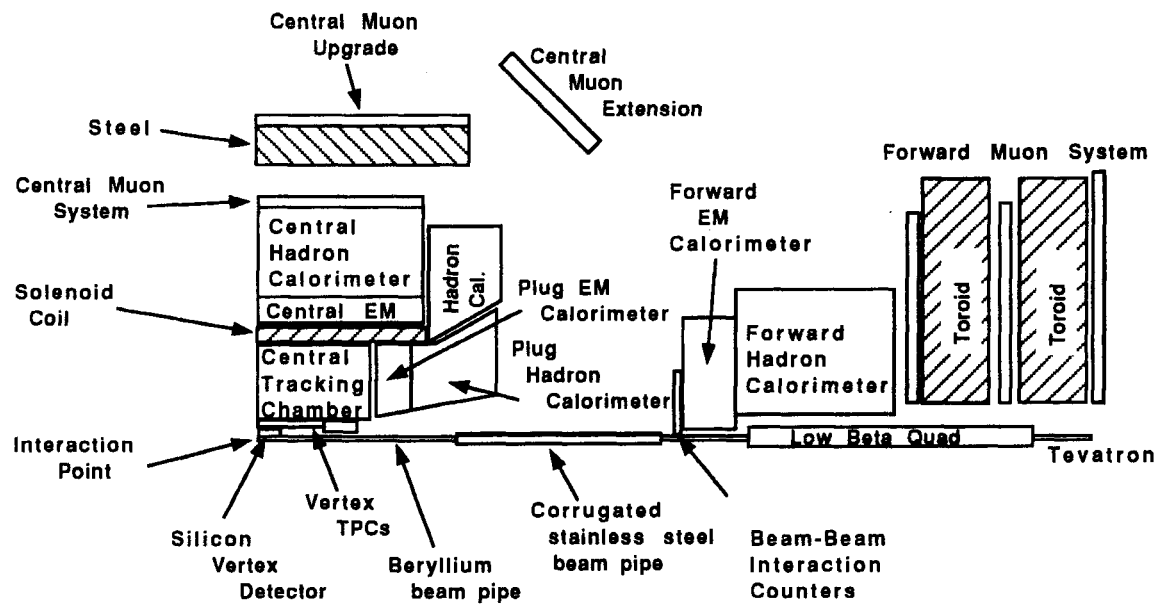 Central Muon
Upgrade
Central
Muon
Extension
Steel
Forward Muon System
Central Muon
System
Forward
EM
Calorimeter
Central
Hadron
Calorimeter
Hadron
Cal.
Toroid
Toroid
Solenoid
Coil
Central EM
Plug EM
Calorimeter
Central
Tracking
Chamber
Plug
Hadron
Calorimeter
Forward
Hadron
Calorimeter
Interaction
Point
Low Beta Quad
Tevatron
Vertex
TPCs
Silicon
Vertex
Detector
Beryllium
beam pipe
Corrugated
stainless steel
beam pipe
Beam-Beam
Interaction
Counters